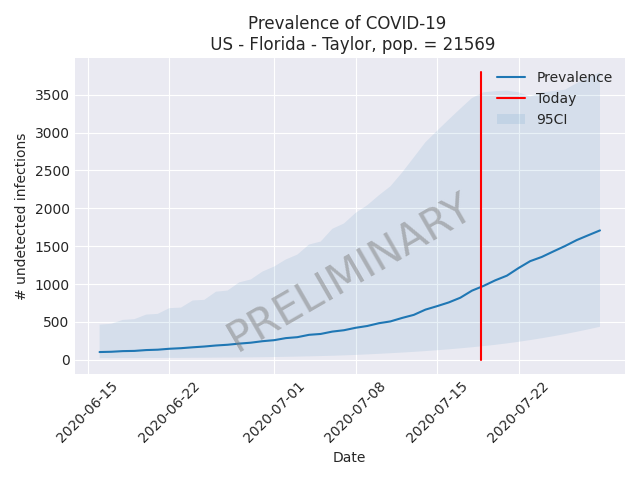 Prevalence of COVID-19
US - Florida - Taylor, pop. = 21569
# undetected infections
3500
3000
2500
2000
1500
1000
500
0
Prevalence
Today
95CI
PRELIMINARY
2020-06-15
2020-06-22
2020-07-01
2020-07-08
2020-07-15
2020-07-22
Date